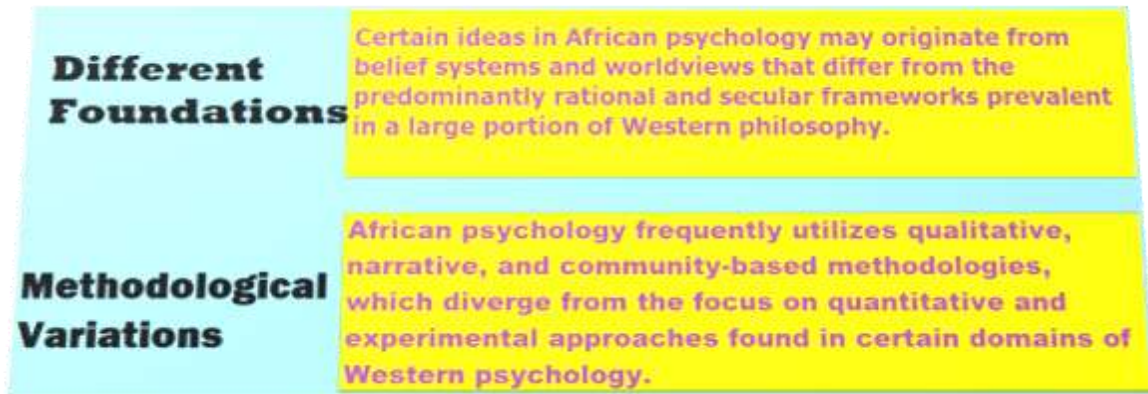 Different
Foundations
Certain ideas in African psychology may originate from
belief systems and worldviews that differ from the
predominantly rational and secular frameworks prevalent
in a large portion of Western philosophy.
Methodological
Variations
African psychology frequently utilizes qualitative,
narrative, and community-based methodologies,
which diverge from the focus on quantitative and
experimental approaches found in certain domains of
Western psychology.